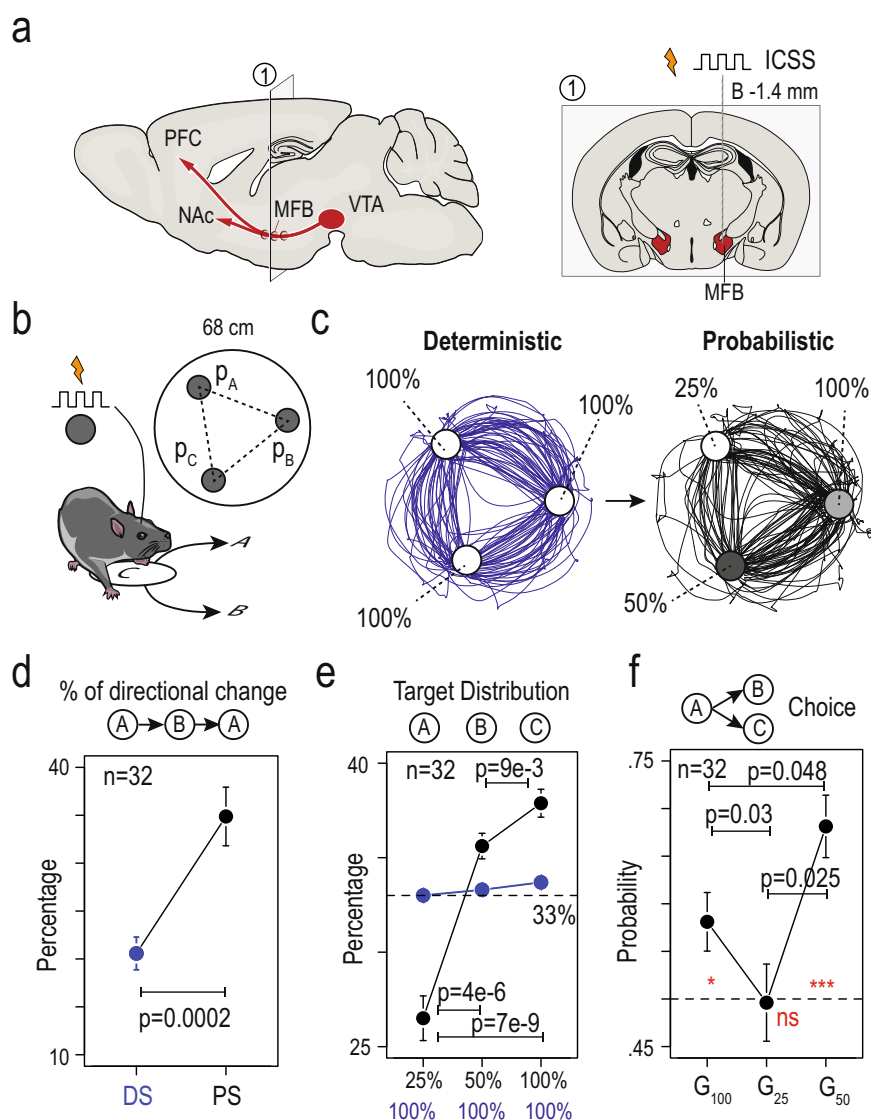 a
1
PFC
NAc
MFB
VTA
ICSS
1
B -1.4 mm
MFB
b
68 cm
pA
pB
pC
A
B
c
Deterministic
Probabilistic
100%
100%
100%
25%
100%
50%
d
% of directional change
A B A
40
n=32
Percentage
p=0.0002
10
DS PS
e
Target Distribution
A B C
40
n=32
p=9e-3
Percentage
33%
p=4e-6
p=7e-9
25
25% 50% 100%
100% 100% 100%
f
A B C Choice
.75
n=32
p=0.048
p=0.03
p=0.025
Probability
* ***
ns
.45
G100 G25 G50